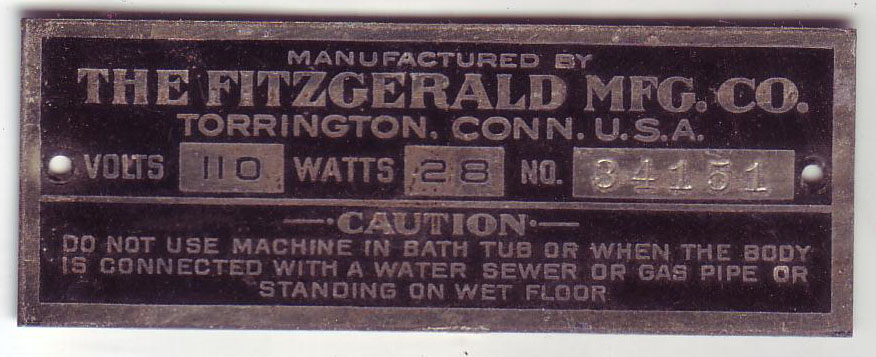 MANUFACTURED BY
THE FITZGERALD MFG. CO.
TORRINGTON, CONN. U.S.A.
VOLTS 110 WATTS 28 NO. 34151
CAUTION
DO NOT USE MACHINE IN BATH TUB OR WHEN THE BODY
IS CONNECTED WITH A WATER SEWER OR GAS PIPE OR
STANDING ON WET FLOOR